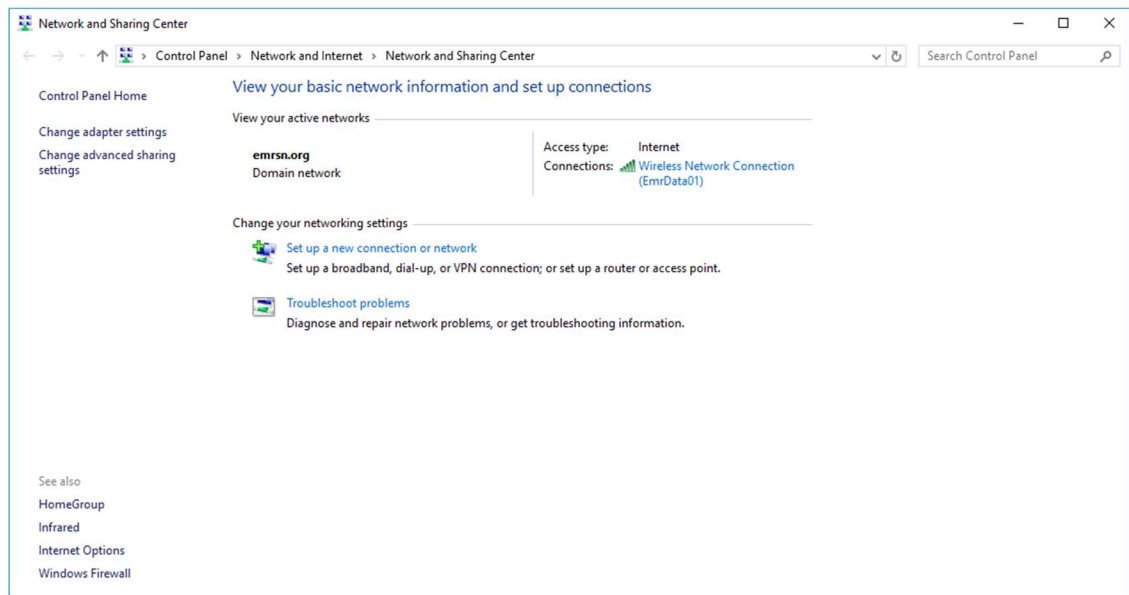 Network and Sharing Center
Control Panel > Network and Internet > Network and Sharing Center
Search Control Panel
Control Panel Home
Change adapter settings
Change advanced sharing
settings
View your basic network information and set up connections
View your active networks
emrsn.org
Domain network
Access type: Internet
Connections: Wireless Network Connection
(EmrData01)
Change your networking settings
Set up a new connection or network
Set up a broadband, dial-up, or VPN connection; or set up a router or access point.
Troubleshoot problems
Diagnose and repair network problems, or get troubleshooting information.
See also
HomeGroup
Infrared
Internet Options
Windows Firewall